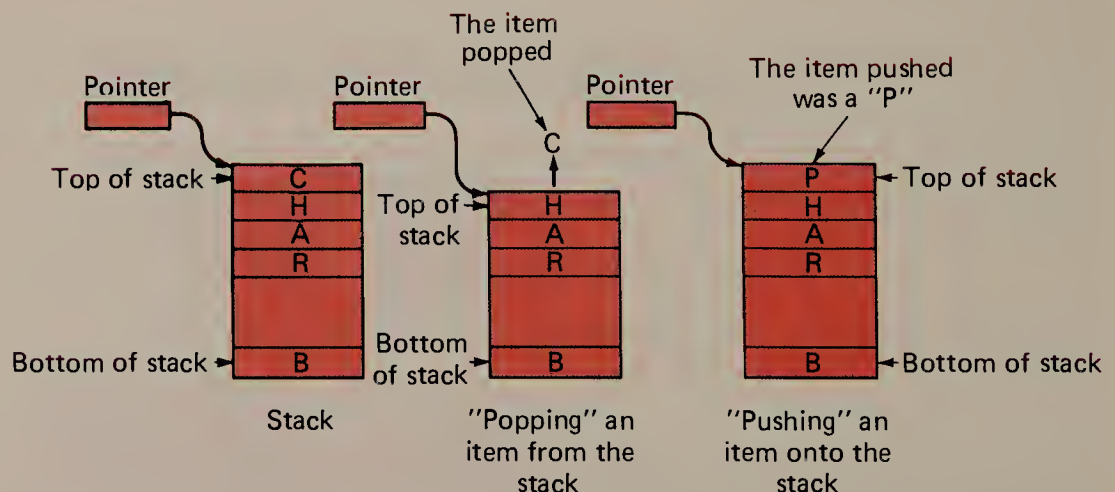 The item
popped
Pointer
Pointer
Pointer
The item pushed
was a "P"
C
Top of stack
C
H
A
R
Bottom of stack
B
Stack
Top of
stack
H
A
R
Bottom
of stack
B
"Popping" an
item from the
stack
P
H
A
R
Top of stack
B
Bottom of stack
"Pushing" an
item onto the
stack